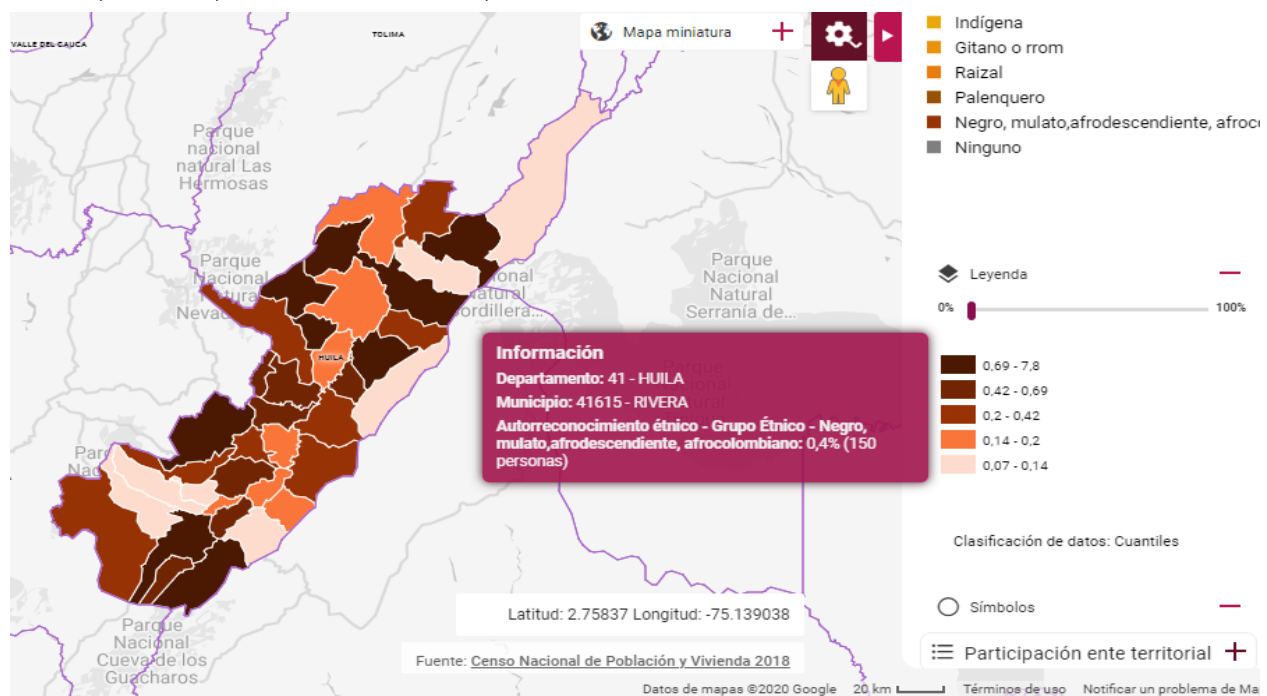 VALLE DEL CAUCA
TOLIMA
Mapa miniatura
Parque
nacional
natural Las
Hermosas
Parque
Nacional
Natural
HUILA
Parque
Nacional
Natural
Serranía de...
Información
Departamento: 41 - HUILA
Municipio: 41615 - RIVERA
Autorreconocimiento étnico - Grupo Étnico - Negro,
mulato,afrodescendiente, afrocolombiano: 0,4% (150
personas)
Parque
Nacional
Cueva de los
Guacharos
Latitud: 2.75837 Longitud: -75.139038
Fuente: Censo Nacional de Población y Vivienda 2018
Datos de mapas ©2020 Google
20 km
Términos de uso
Notificar un problema de Ma
Indígena
Gitano o rrom
Raizal
Palenquero
Negro, mulato,afrodescendiente, afroc
Ninguno
Leyenda
0%
100%
0,69 - 7,8
0,42 - 0,69
0,2 - 0,42
0,14 - 0,2
0,07 - 0,14
Clasificación de datos: Cuantiles
Símbolos
Participación ente territorial